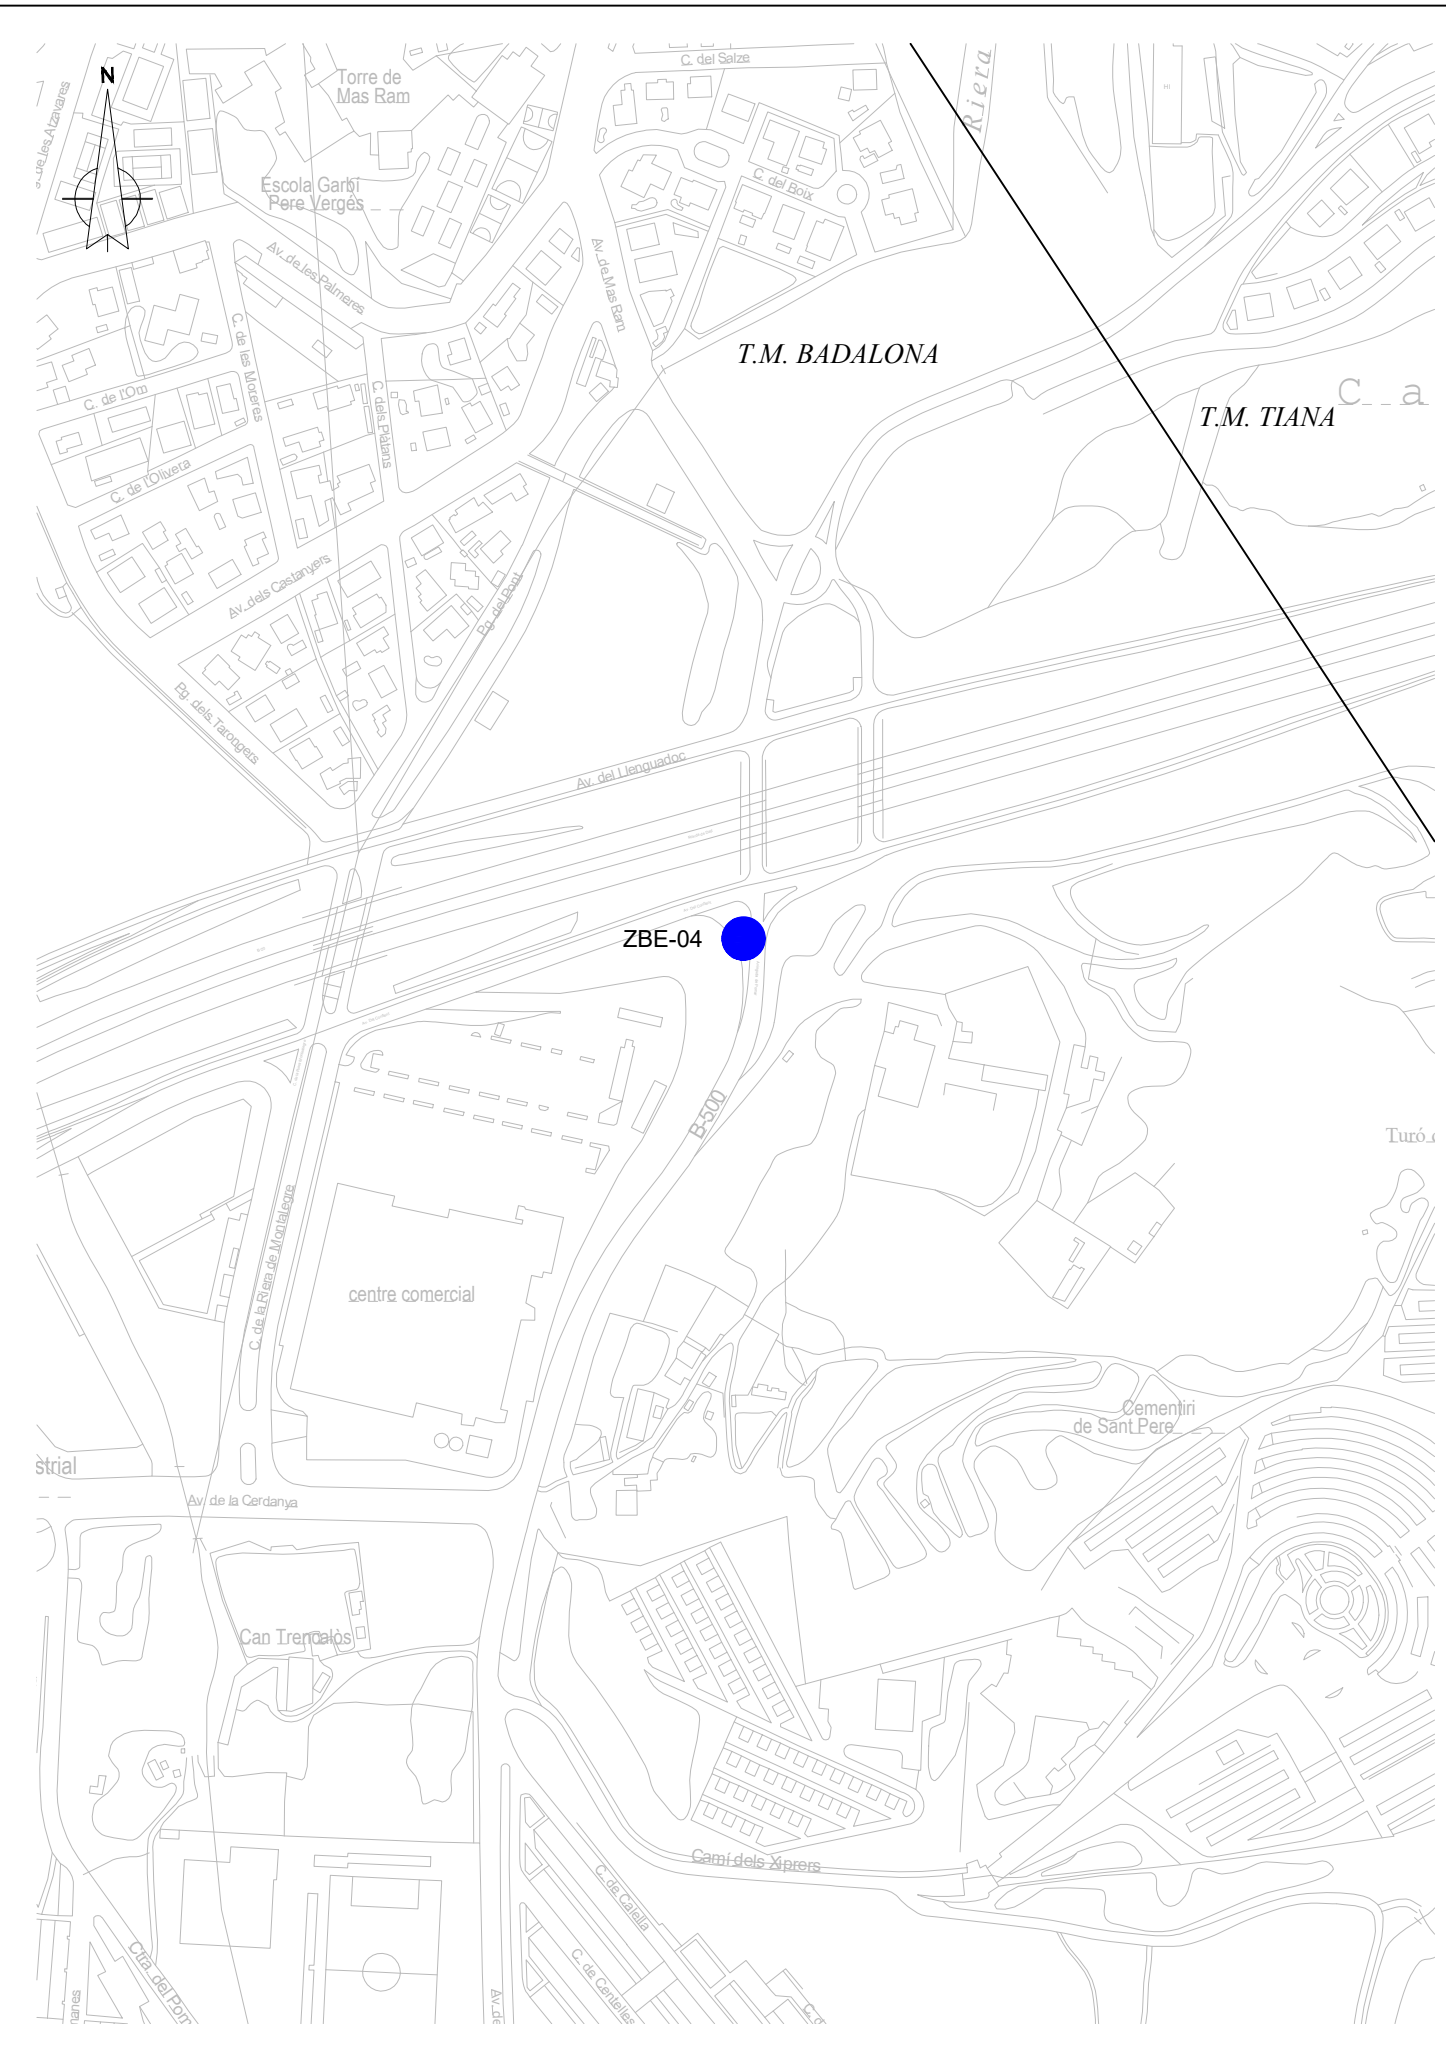 C. del Salze
Riera
N
Torre de
Mas Ram
Escola Garbí
Pere Vergés
C. del Boix
Av. de les Palmeres
Av. de Mas Ram
C. de les Moreres
T.M. BADALONA
C. de l'Om
C. dels Plàtans
C a
T.M. TIANA
C. de l'Olivera
Av. dels Castanyers
Pg. del Pont
Pg. dels Tarongers
Av. del Llenguadoc
ZBE-04
B-500
Turó
C. de la Riera de Montalegre
centre comercial
Cementiri
de Sant Pere
strial
Av. de la Cerdanya
Can Trencalòs
Camí dels Xiprers
C. de Calella
C. de Centelles
Ctra. del Pom
Av. de